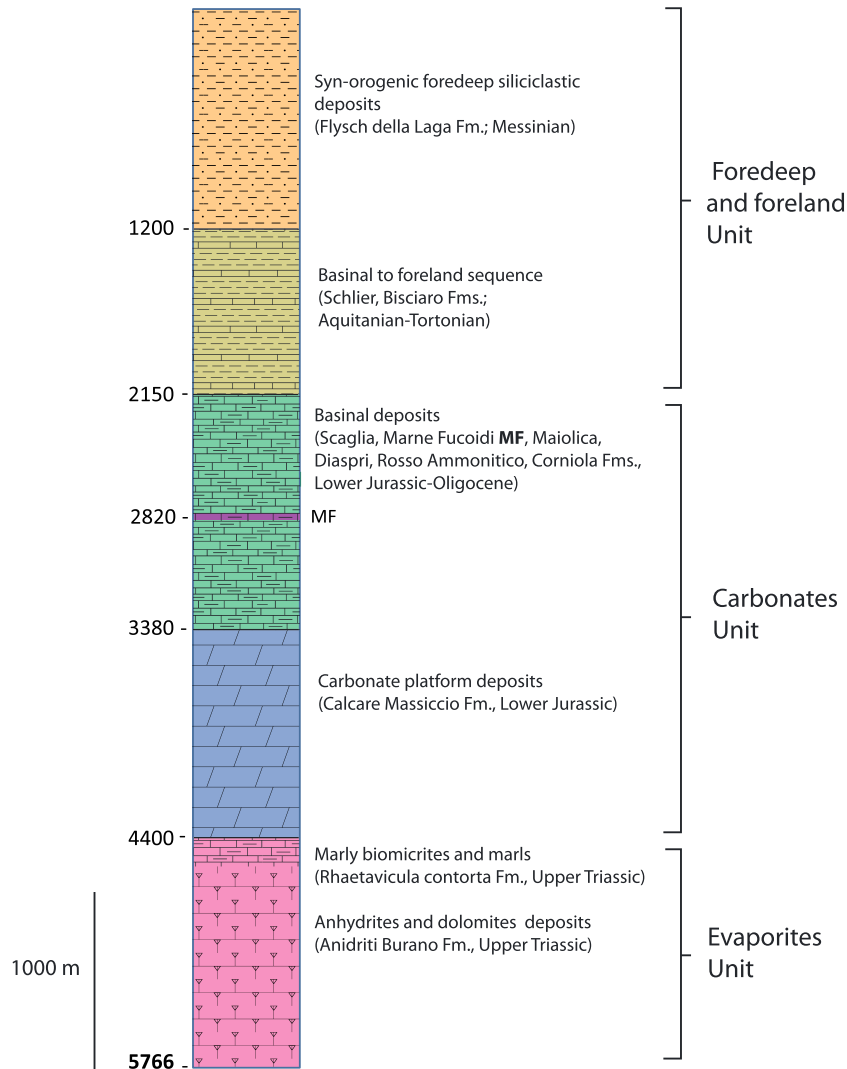 Syn-orogenic foredeep siliciclastic
deposits
(Flysch della Laga Fm.; Messinian)
Foredeep
and foreland
Unit
1200 -
Basinal to foreland sequence
(Schlier, Bisciaro Fms.;
Aquitanian-Tortonian)
2150 -
Basinal deposits
(Scaglia, Marne Fucoidi MF, Maiolica,
Diaspri, Rosso Ammonitico, Corniola Fms.,
Lower Jurassic-Oligocene)
2820 -
MF
Carbonates
Unit
3380 -
Carbonate platform deposits
(Calcare Massiccio Fm., Lower Jurassic)
4400 -
Marly biomicrites and marls
(Rhaetavicula contorta Fm., Upper Triassic)
Anhydrites and dolomites deposits
(Anidriti Burano Fm., Upper Triassic)
Evaporites
Unit
1000 m
5766 -